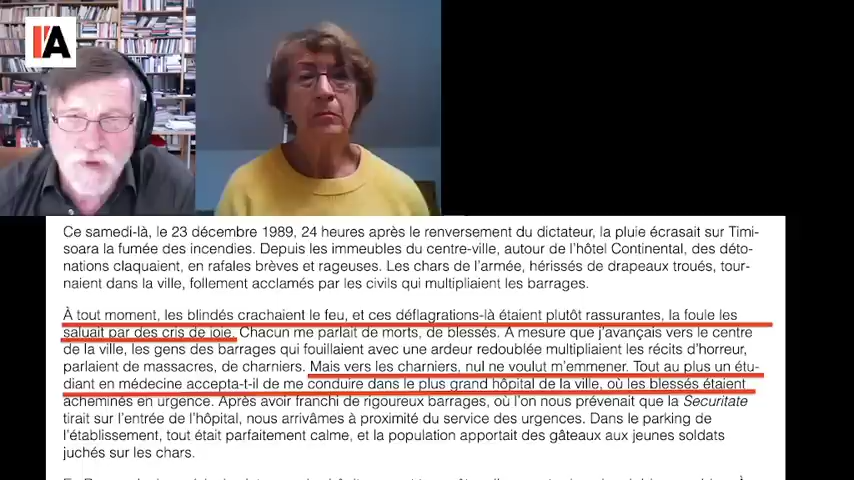 I'A
Ce samedi-là, le 23 décembre 1989, 24 heures après le renversement du dictateur, la pluie écrasait sur Timi-
soara la fumée des incendies. Depuis les immeubles du centre-ville, autour de l'hôtel Continental, des déto-
nations claquaient, en rafales brèves et rageuses. Les chars de l'armée, hérissés de drapeaux troués, tour-
naient dans la ville, follement acclamés par les civils qui multipliaient les barrages.
À tout moment, les blindés crachaient le feu, et ces déflagrations-là étaient plutôt rassurantes, la foule les
saluait par des cris de joie. Chacun me parlait de morts, de blessés. A mesure que j'avançais vers le centre
de la ville, les gens des barrages qui fouillaient avec une ardeur redoublée multipliaient les récits d'horreur,
parlaient de massacres, de charniers. Mais vers les charniers, nul ne voulut m'emmener. Tout au plus un étu-
diant en médecine accepta-t-il de me conduire dans le plus grand hôpital de la ville, où les blessés étaient
acheminés en urgence. Après avoir franchi de rigoureux barrages, où l'on nous prévenait que la Securitate
tirait sur l'entrée de l'hôpital, nous arrivâmes à proximité du service des urgences. Dans le parking de
l'établissement, tout était parfaitement calme, et la population apportait des gâteaux aux jeunes soldats
juchés sur les chars.